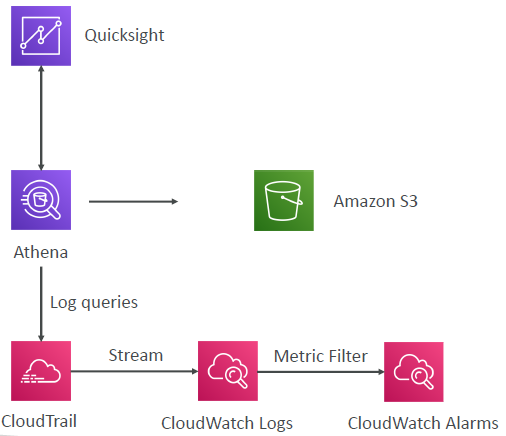 Quicksight
Amazon S3
Athena
Log queries
Stream
Metric Filter
CloudTrail
CloudWatch Logs
CloudWatch Alarms